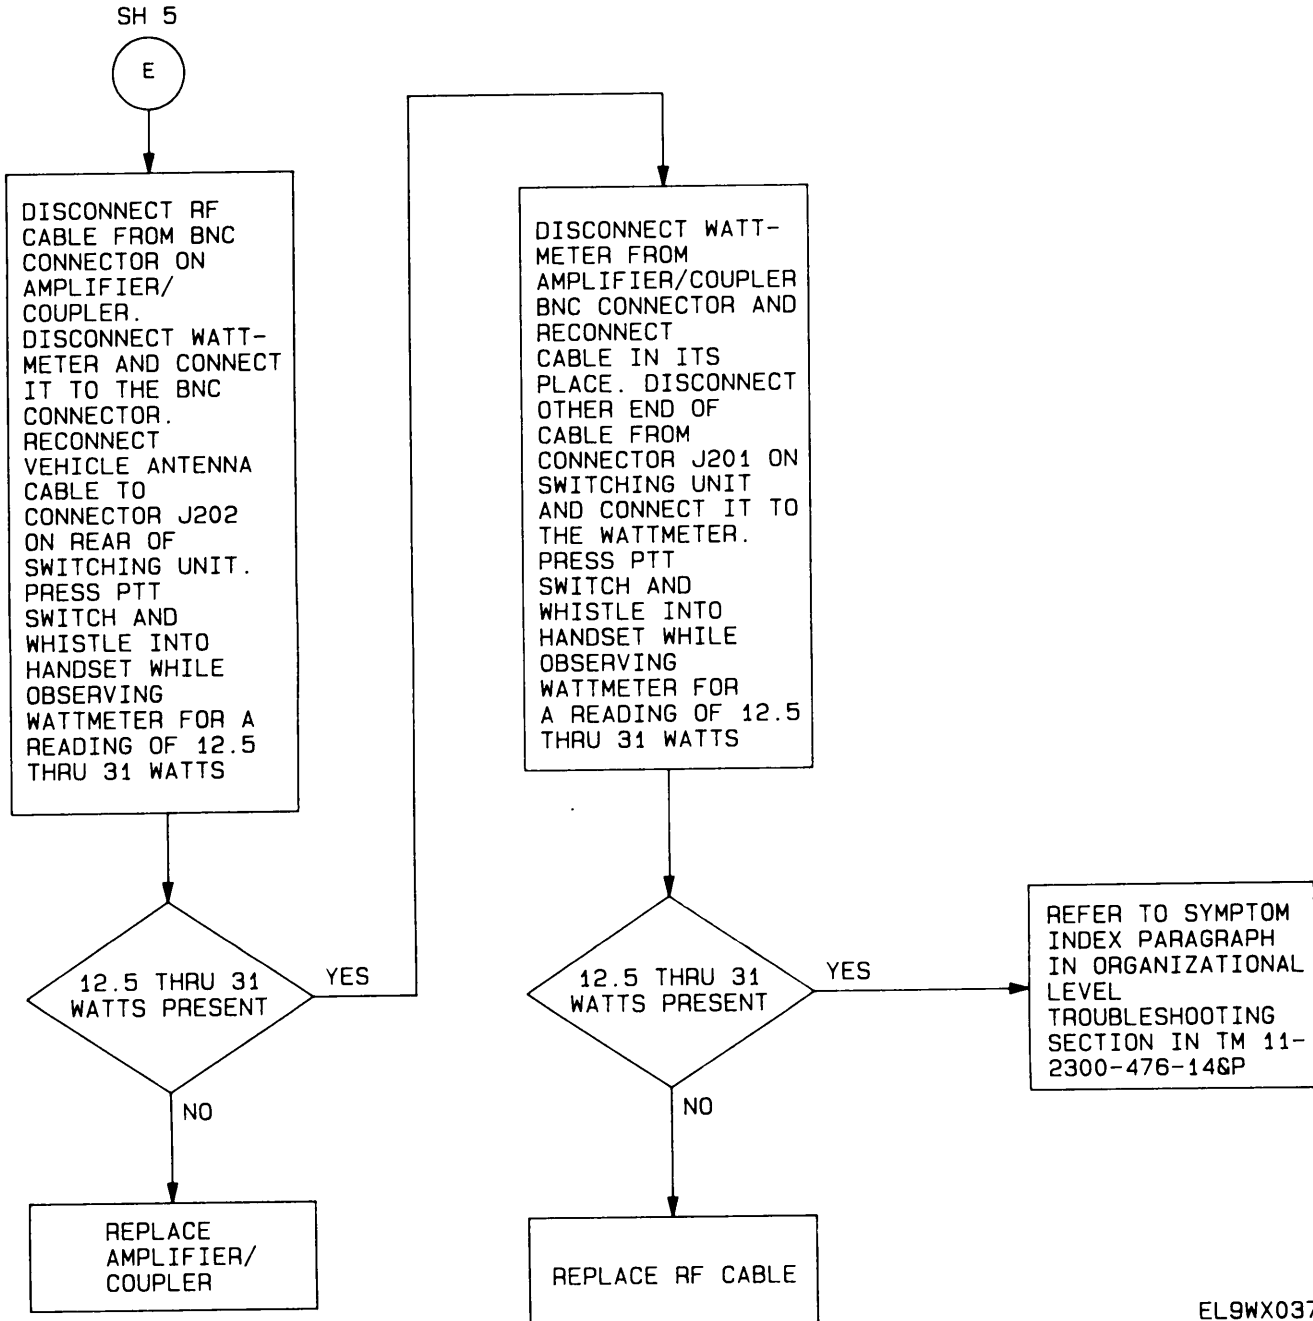 SH 5
E
DISCONNECT RF
CABLE FROM BNC
CONNECTOR ON
AMPLIFIER/
COUPLER.
DISCONNECT WATT-
METER AND CONNECT
IT TO THE BNC
CONNECTOR.
RECONNECT
VEHICLE ANTENNA
CABLE TO
CONNECTOR J202
ON REAR OF
SWITCHING UNIT.
PRESS PTT
SWITCH AND
WHISTLE INTO
HANDSET WHILE
OBSERVING
WATTMETER FOR A
READING OF 12.5
THRU 31 WATTS
12.5 THRU 31
WATTS PRESENT
YES
NO
REPLACE
AMPLIFIER/
COUPLER
DISCONNECT WATT-
METER FROM
AMPLIFIER/COUPLER
BNC CONNECTOR AND
RECONNECT
CABLE IN ITS
PLACE. DISCONNECT
OTHER END OF
CABLE FROM
CONNECTOR J201 ON
SWITCHING UNIT
AND CONNECT IT TO
THE WATTMETER.
PRESS PTT
SWITCH AND
WHISTLE INTO
HANDSET WHILE
OBSERVING
WATTMETER FOR
A READING OF 12.5
THRU 31 WATTS
12.5 THRU 31
WATTS PRESENT
YES
NO
REPLACE RF CABLE
REFER TO SYMPTOM
INDEX PARAGRAPH
IN ORGANIZATIONAL
LEVEL
TROUBLESHOOTING
SECTION IN TM 11-
2300-476-14&P
EL9WX037